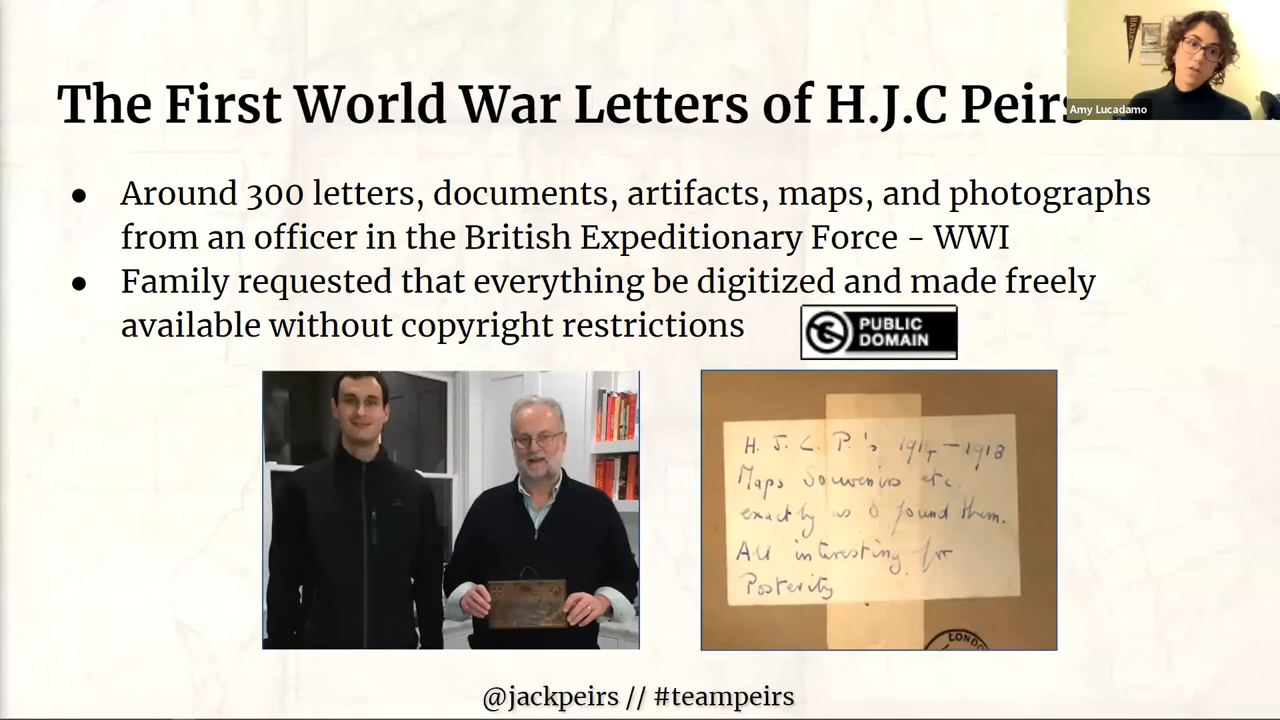 The First World War Letters of H.J.C Peirs
Amy Lucadamo
● Around 300 letters, documents, artifacts, maps, and photographs
from an officer in the British Expeditionary Force - WWI
● Family requested that everything be digitized and made freely
available without copyright restrictions
PUBLIC
DOMAIN
H. J. C. P.'s 1914-1918
Maps Souvenirs etc.
exactly as I found them.
All interesting for
Posterity
LONDO
@jackpeirs // #teampeirs